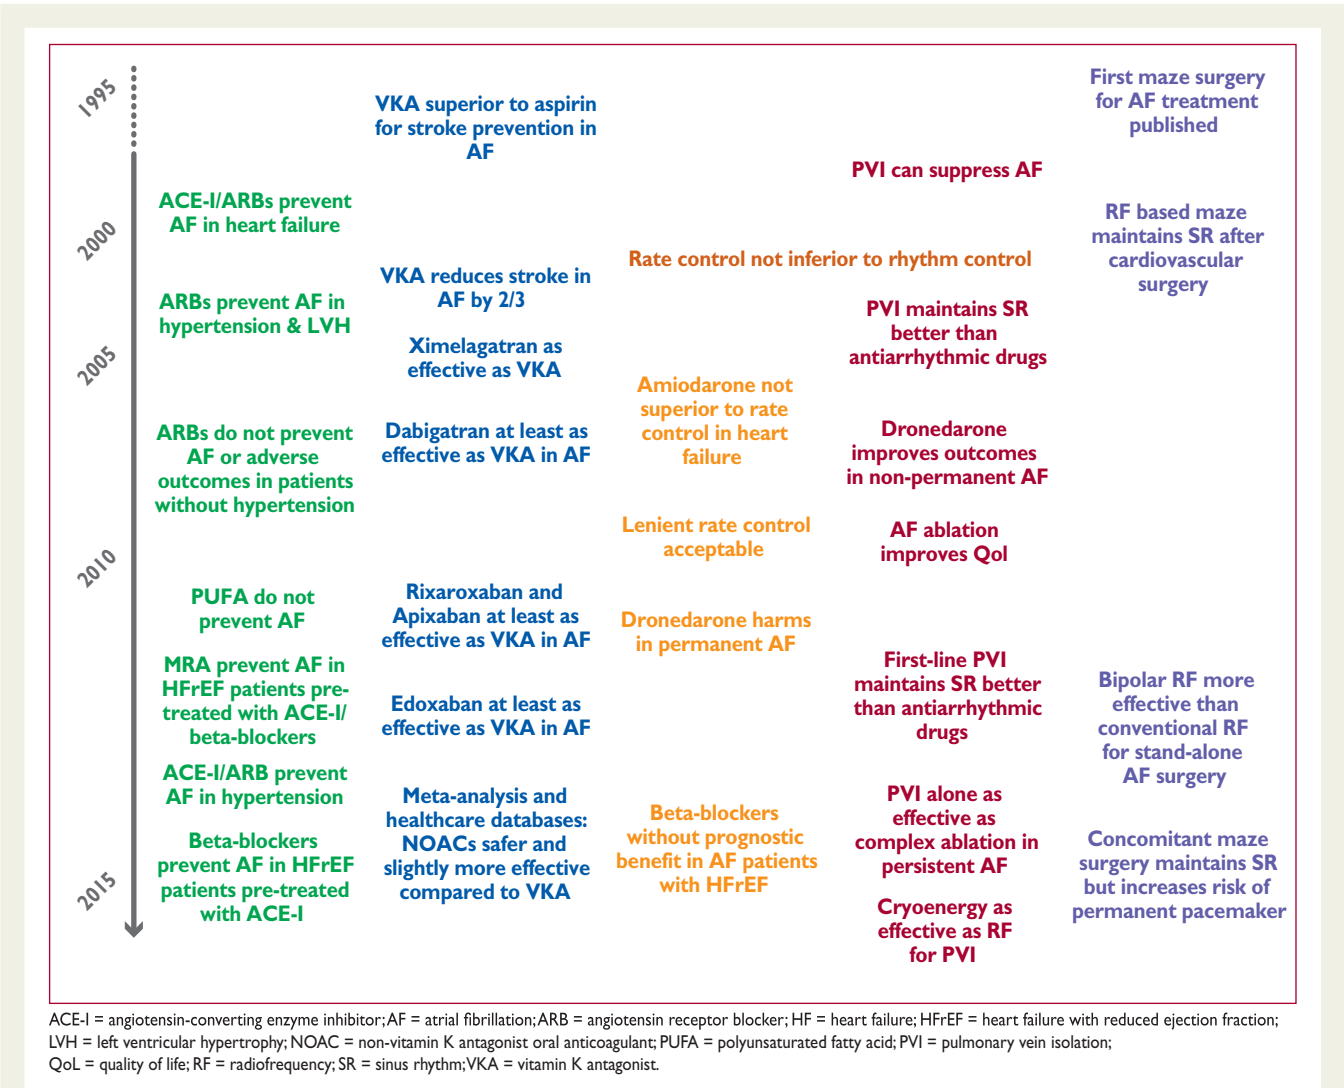 1995
2000
2005
2010
2015
ACE-I/ARBs prevent
AF in heart failure
ARBs prevent AF in
hypertension & LVH
ARBs do not prevent
AF or adverse
outcomes in patients
without hypertension
PUFA do not
prevent AF
MRA prevent AF in
HFrEF patients pre-
treated with ACE-I/
beta-blockers
ACE-I/ARB prevent
AF in hypertension
Beta-blockers
prevent AF in HFrEF
patients pre-treated
with ACE-I
VKA superior to aspirin
for stroke prevention in
AF
VKA reduces stroke in
AF by 2/3
Ximelagatran as
effective as VKA
Dabigatran at least as
effective as VKA in AF
Rixaroxaban and
Apixaban at least as
effective as VKA in AF
Edoxaban at least as
effective as VKA in AF
Meta-analysis and
healthcare databases:
NOACs safer and
slightly more effective
compared to VKA
Rate control not inferior to rhythm control
Amiodarone not
superior to rate
control in heart
failure
Lenient rate control
acceptable
Dronedarone harms
in permanent AF
Beta-blockers
without prognostic
benefit in AF patients
with HFrEF
PVI can suppress AF
PVI maintains SR
better than
antiarrhythmic drugs
Dronedarone
improves outcomes
in non-permanent AF
AF ablation
improves Qol
First-line PVI
maintains SR better
than antiarrhythmic
drugs
PVI alone as
effective as
complex ablation in
persistent AF
Cryoenergy as
effective as RF
for PVI
First maze surgery
for AF treatment
published
RF based maze
maintains SR after
cardiovascular
surgery
Bipolar RF more
effective than
conventional RF
for stand-alone
AF surgery
Concomitant maze
surgery maintains SR
but increases risk of
permanent pacemaker
ACE-I = angiotensin-converting enzyme inhibitor; AF = atrial fibrillation; ARB = angiotensin receptor blocker; HF = heart failure; HFrEF = heart failure with reduced ejection fraction;
LVH = left ventricular hypertrophy; NOAC = non-vitamin K antagonist oral anticoagulant; PUFA = polyunsaturated fatty acid; PVI = pulmonary vein isolation;
QoL = quality of life; RF = radiofrequency; SR = sinus rhythm; VKA = vitamin K antagonist.